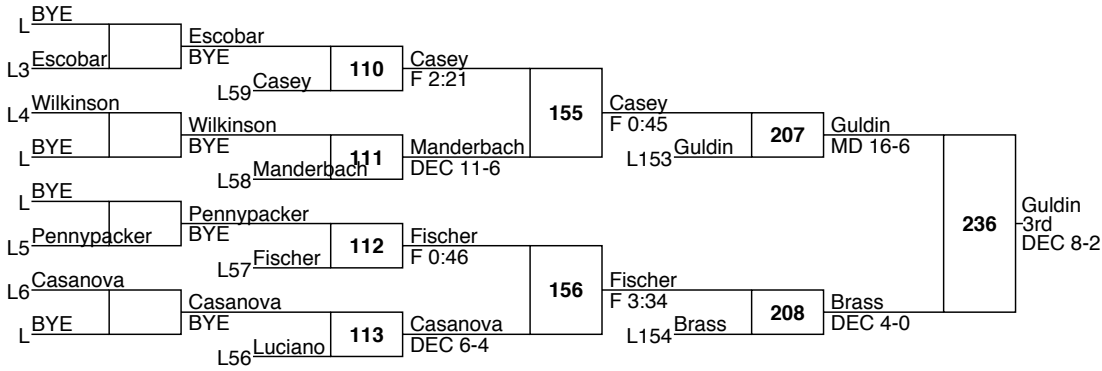 L BYE
L3 Escobar
L4 Wilkinson
L BYE
L BYE
L5 Pennypacker
L6 Casanova
L BYE
Escobar
BYE
L59 Casey
Wilkinson
BYE
L58 Manderbach
Pennypacker
BYE
L57 Fischer
Casanova
BYE
L56 Luciano
110
111
112
113
Casey
F 2:21
Manderbach
DEC 11-6
Fischer
F 0:46
Casanova
DEC 6-4
155
156
Casey
F 0:45
L153 Guldin
Fischer
F 3:34
L154 Brass
207
208
Guldin
MD 16-6
Brass
DEC 4-0
236
Guldin
3rd
DEC 8-2